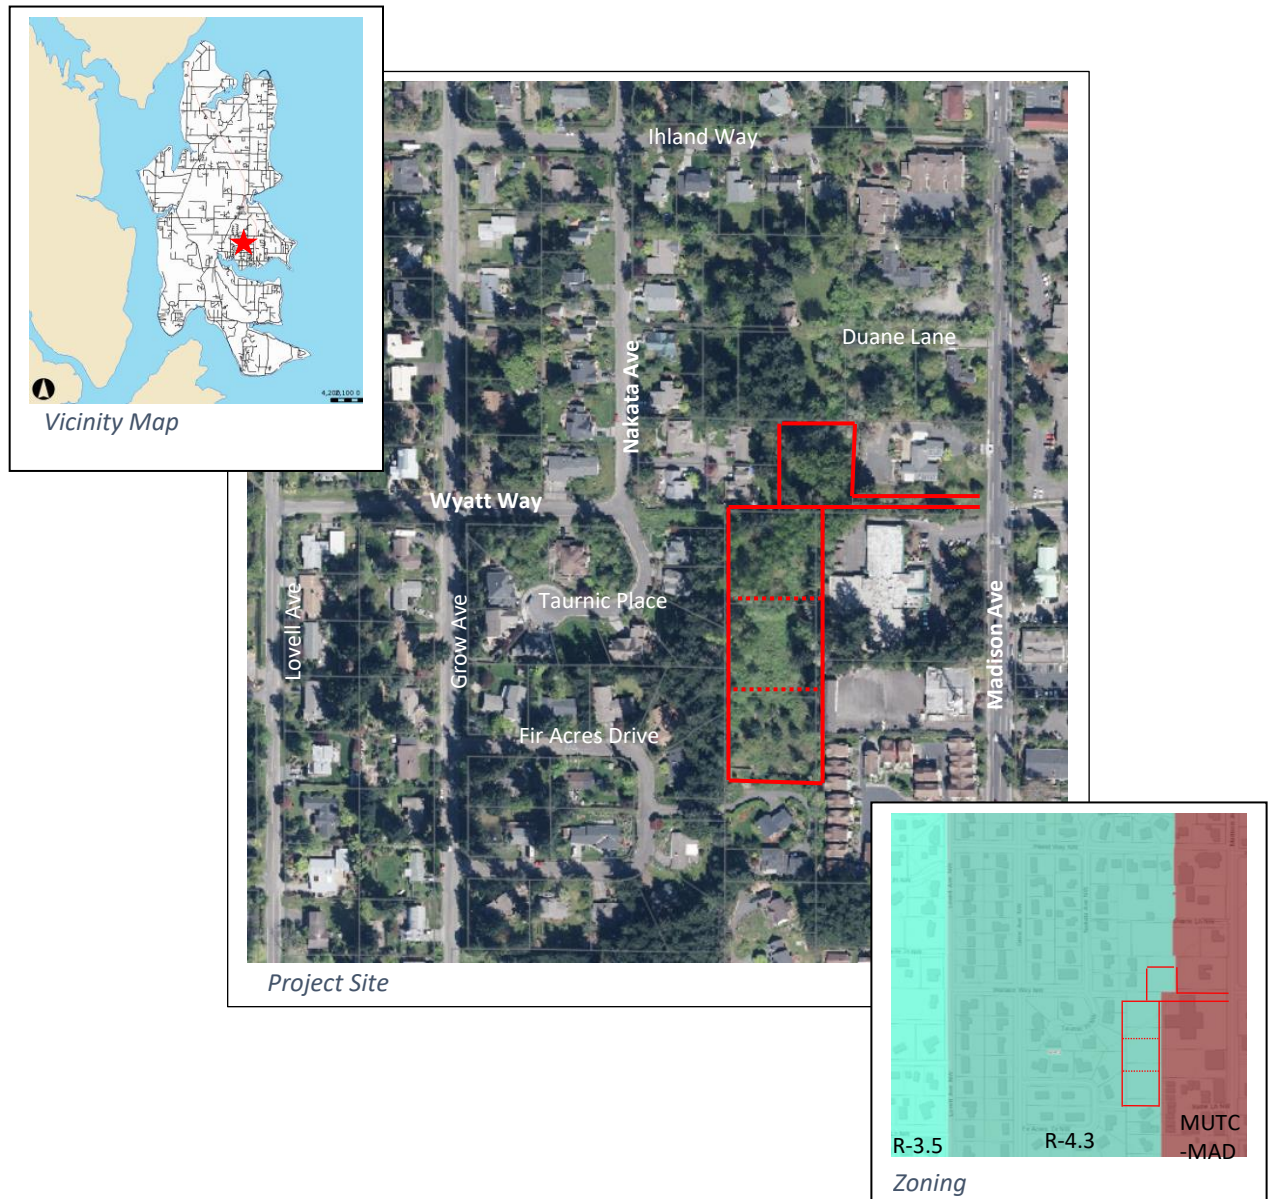 Vicinity Map
Ihland Way
Duane Lane
Nakata Ave
Wyatt Way
Lovell Ave
Grow Ave
Taurnic Place
Madison Ave
Fir Acres Drive
Project Site
R-3.5
R-4.3
MUTC
-MAD
Zoning